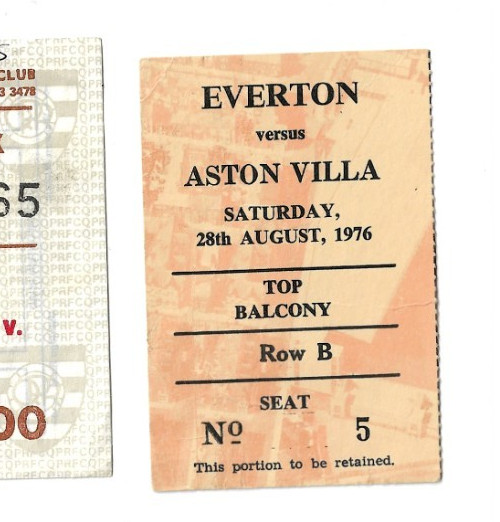 CLUB
3 3478
65
V.
00
EVERTON
versus
ASTON VILLA
SATURDAY,
28th AUGUST, 1976
TOP
BALCONY
Row B
SEAT
Nº 5
This portion to be retained.